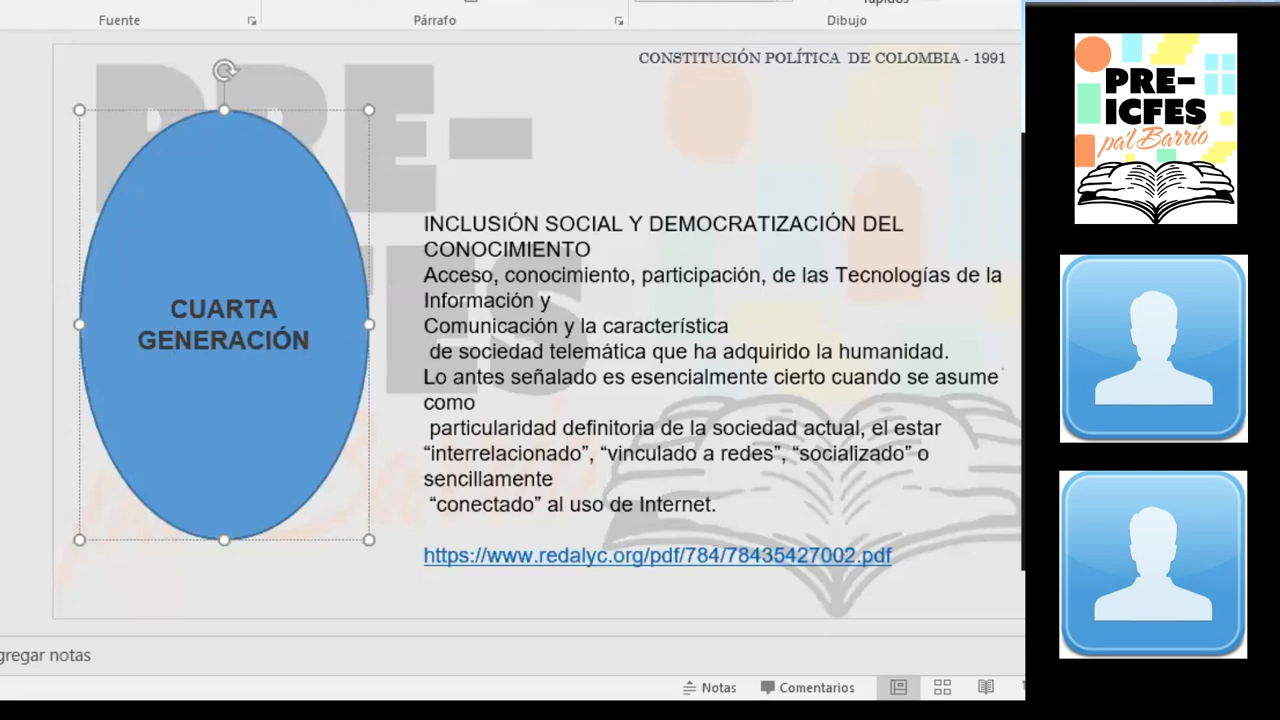 Fuente
Párrafo
Dibujo
CONSTITUCIÓN POLÍTICA DE COLOMBIA - 1991
PRE-
ICFES
pa'l Barrio
CUARTA
GENERACIÓN
INCLUSIÓN SOCIAL Y DEMOCRATIZACIÓN DEL
CONOCIMIENTO
Acceso, conocimiento, participación, de las Tecnologías de la
Información y
Comunicación y la característica
de sociedad telemática que ha adquirido la humanidad.
Lo antes señalado es esencialmente cierto cuando se asume
como
particularidad definitoria de la sociedad actual, el estar
“interrelacionado”, “vinculado a redes”, “socializado” o
sencillamente
“conectado” al uso de Internet.
https://www.redalyc.org/pdf/784/78435427002.pdf
gregar notas
Notas
Comentarios